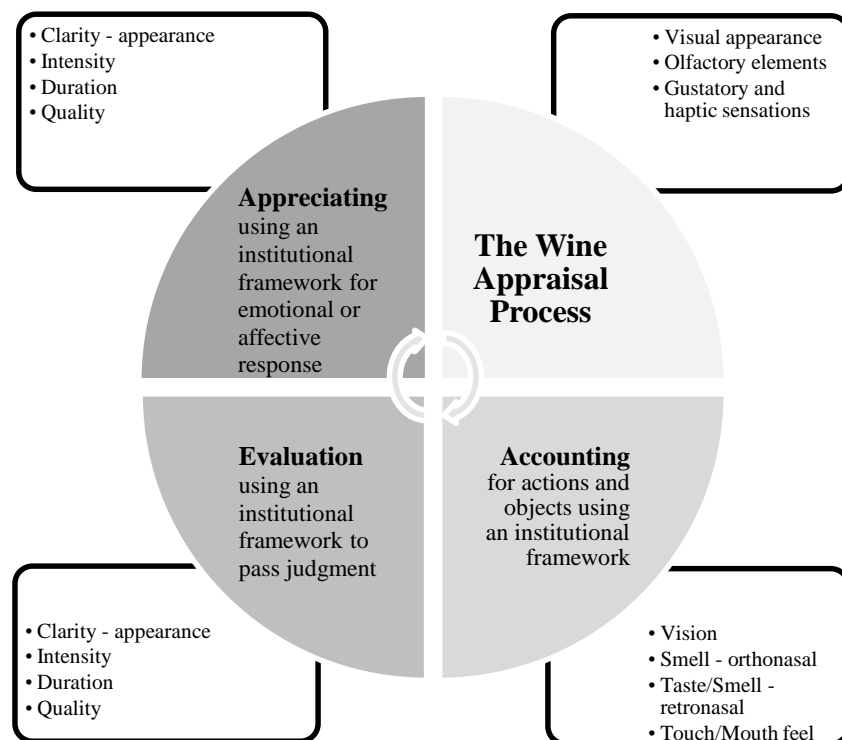 • Clarity - appearance
• Intensity
• Duration
• Quality
• Visual appearance
• Olfactory elements
• Gustatory and
haptic sensations
Appreciating
using an
institutional
framework for
emotional or
affective
response
The Wine
Appraisal
Process
Evaluation
using an
institutional
framework to
pass judgment
Accounting
for actions and
objects using
an institutional
framework
• Clarity - appearance
• Intensity
• Duration
• Quality
• Vision
• Smell - orthonasal
• Taste/Smell -
retronasal
• Touch/Mouth feel